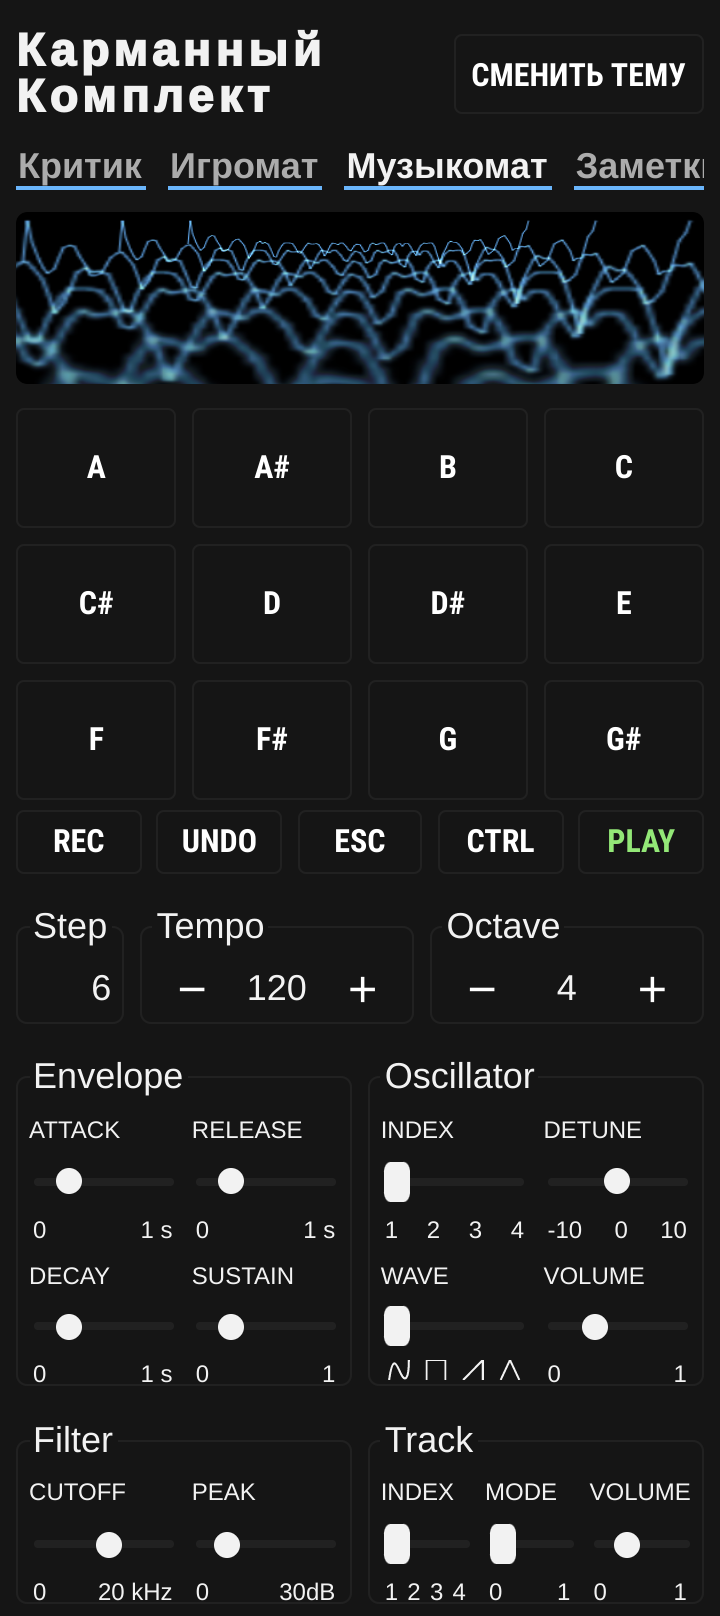 Карманный
Комплект
СМЕНИТЬ ТЕМУ
Критик Игромат Музыкомат Заметк
A A# B C
C# D D# E
F F# G G#
REC UNDO ESC CTRL PLAY
Step Tempo Octave
6 − 120 + − 4 +
Envelope Oscillator
ATTACK RELEASE INDEX DETUNE
0 1 s 0 1 s 1 2 3 4 -10 0 10
DECAY SUSTAIN WAVE VOLUME
0 1 s 0 1 0 1
Filter Track
CUTOFF PEAK INDEX MODE VOLUME
0 20 kHz 0 30dB 1 2 3 4 0 1 0 1